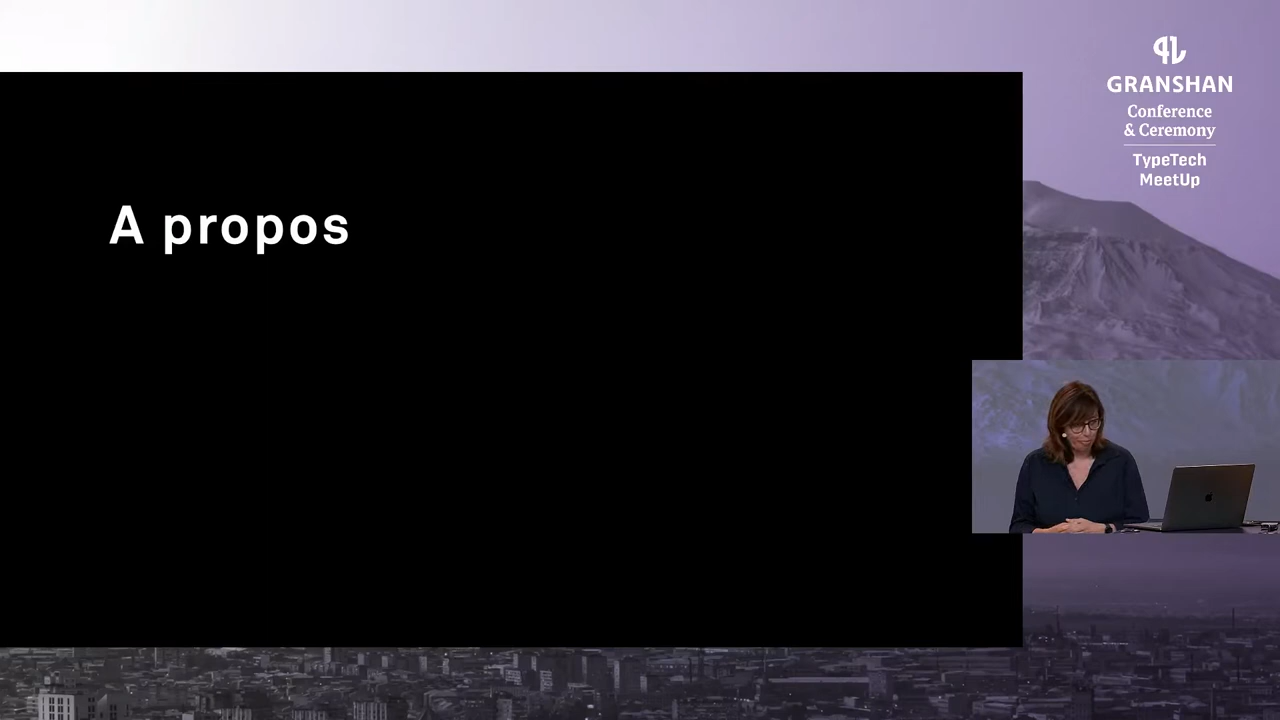 A propos
GRANSHAN
Conference
& Ceremony
TypeTech
MeetUp